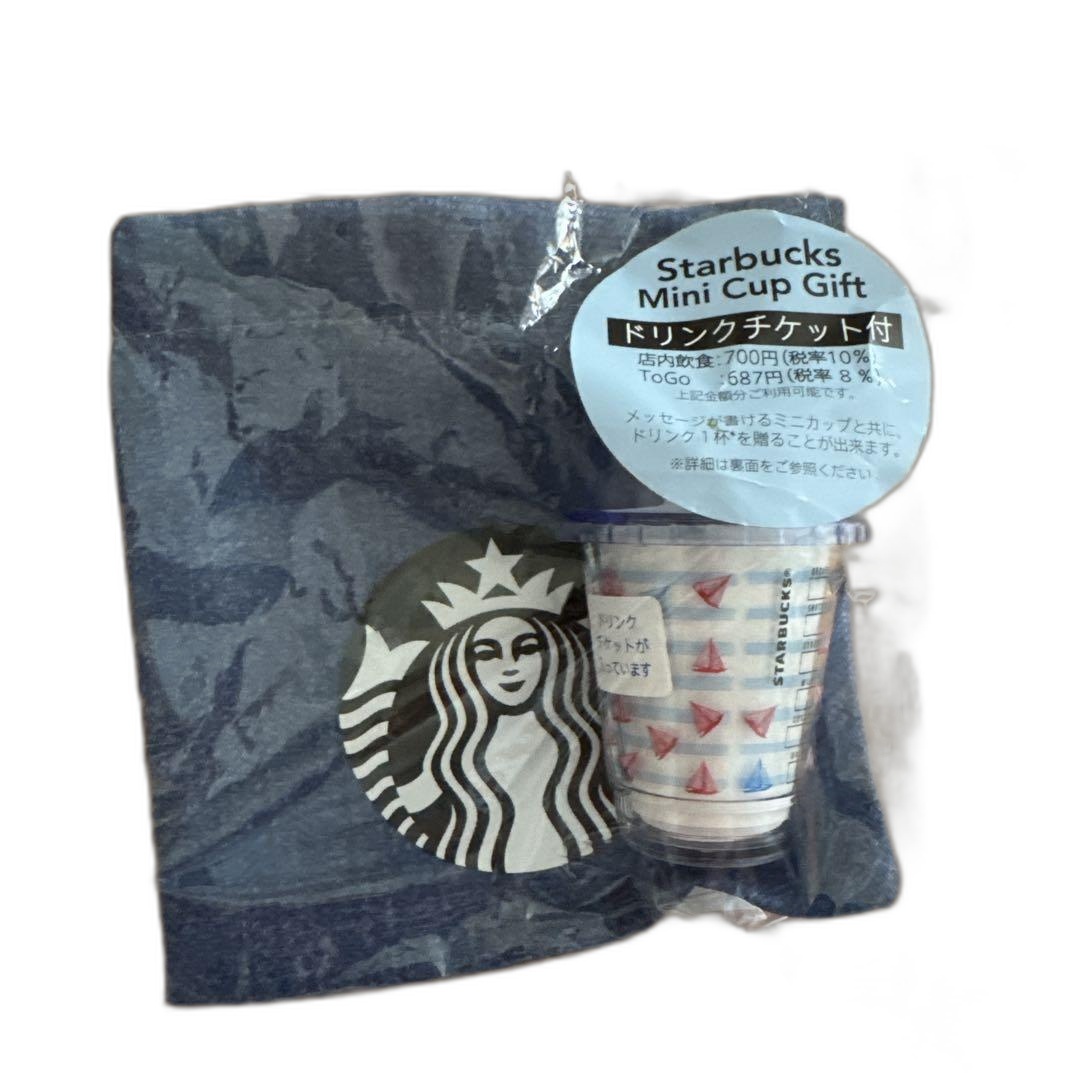 Starbucks
Mini Cup Gift
ドリンクチケット付
店内飲食:700円(税率10%)
ToGo :687円(税率 8 %)
上記金額分ご利用可能です。
メッセージが書けるミニカップと共に、
ドリンク1杯*を贈ることが出来ます。
※詳細は裏面をご参照ください
STARBUCKS®
ドリンク
チケットが
入っています